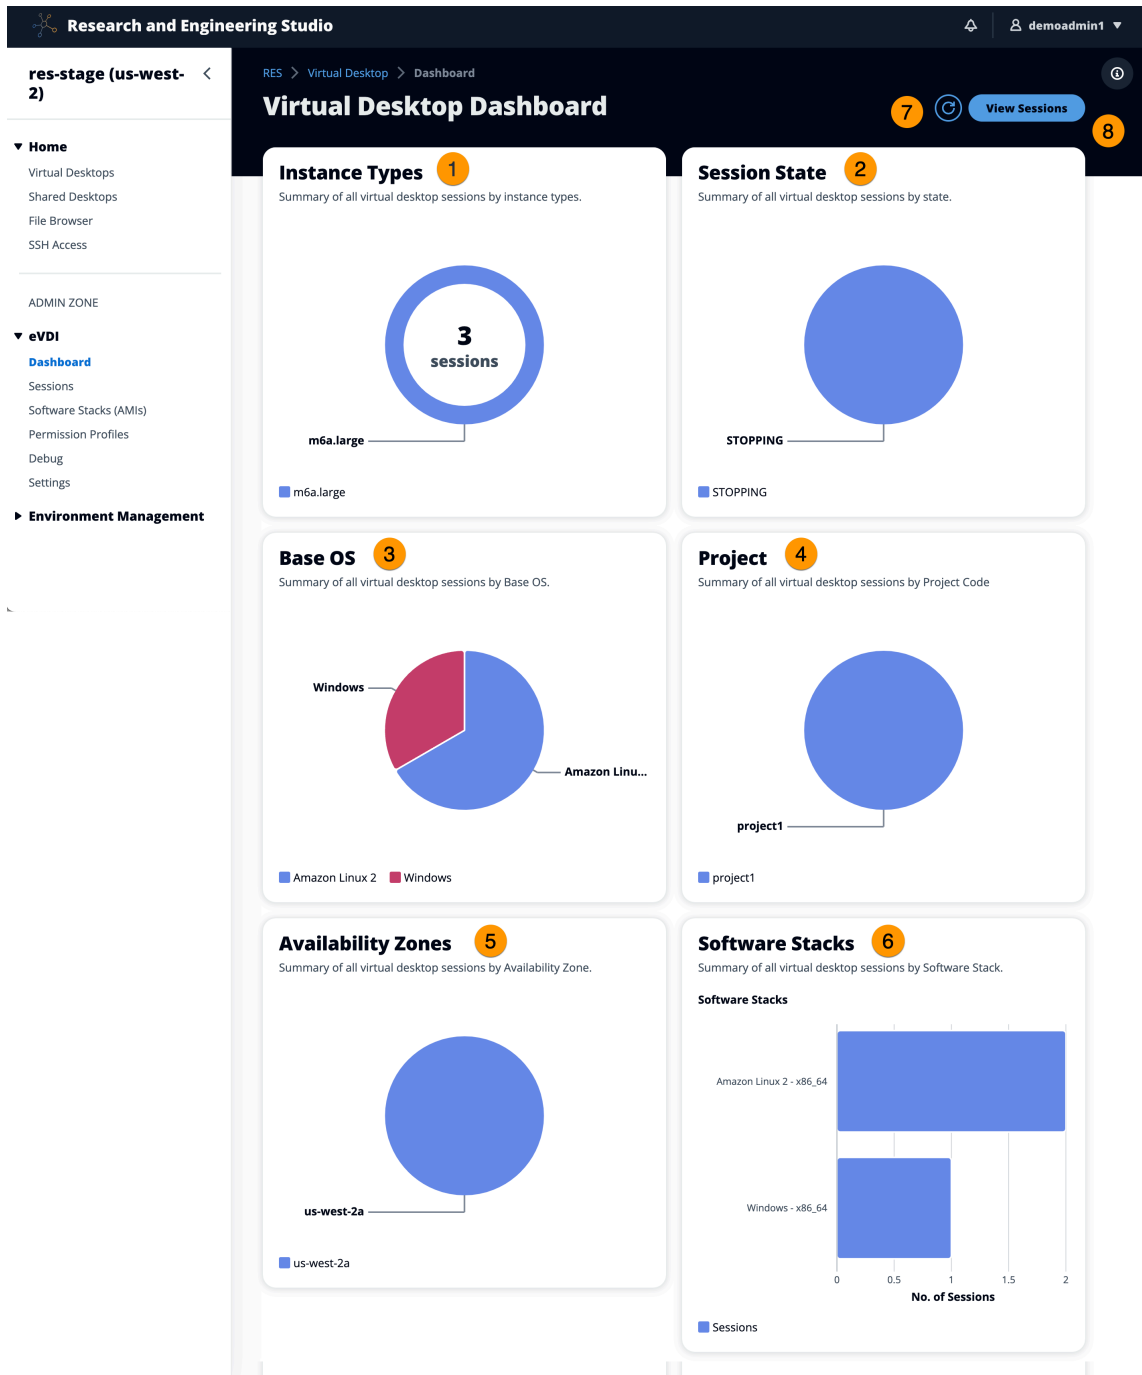 Research and Engineering Studio
demoadmin1
res-stage (us-west-
2)
Home
Virtual Desktops
Shared Desktops
File Browser
SSH Access
ADMIN ZONE
eVDI
Dashboard
Sessions
Software Stacks (AMIs)
Permission Profiles
Debug
Settings
Environment Management
RES > Virtual Desktop > Dashboard
Virtual Desktop Dashboard
7
View Sessions
8
Instance Types 1
Summary of all virtual desktop sessions by instance types.
3
sessions
m6a.large
m6a.large
Session State 2
Summary of all virtual desktop sessions by state.
STOPPING
STOPPING
Base OS 3
Summary of all virtual desktop sessions by Base OS.
Windows
Amazon Linu...
Amazon Linux 2 Windows
Project 4
Summary of all virtual desktop sessions by Project Code
project1
project1
Availability Zones 5
Summary of all virtual desktop sessions by Availability Zone.
us-west-2a
us-west-2a
Software Stacks 6
Summary of all virtual desktop sessions by Software Stack.
Software Stacks
Amazon Linux 2 - x86_64
Windows - x86_64
0 0.5 1 1.5 2
No. of Sessions
Sessions